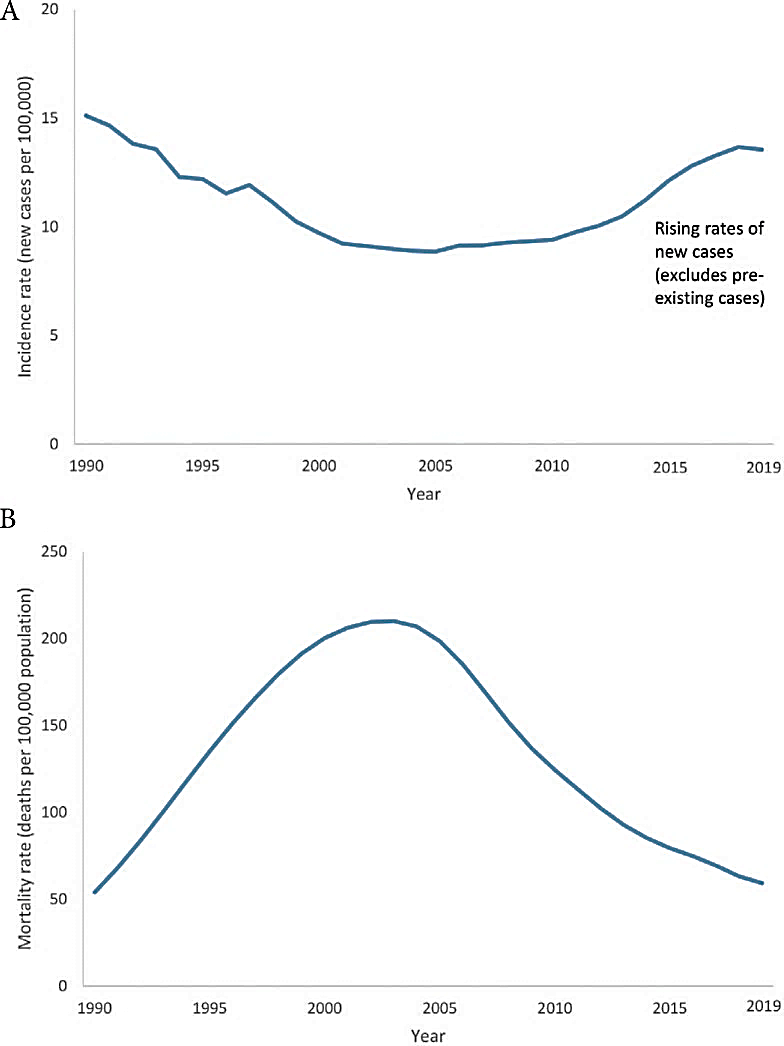 A
Incidence rate (new cases per 100,000)
20
15
10
5
0
Rising rates of
new cases
(excludes pre-
existing cases)
1990 1995 2000 2005 2010 2015 2019
Year
B
Mortality rate (deaths per 100,000 population)
250
200
150
100
50
0
1990 1995 2000 2005 2010 2015 2019
Year